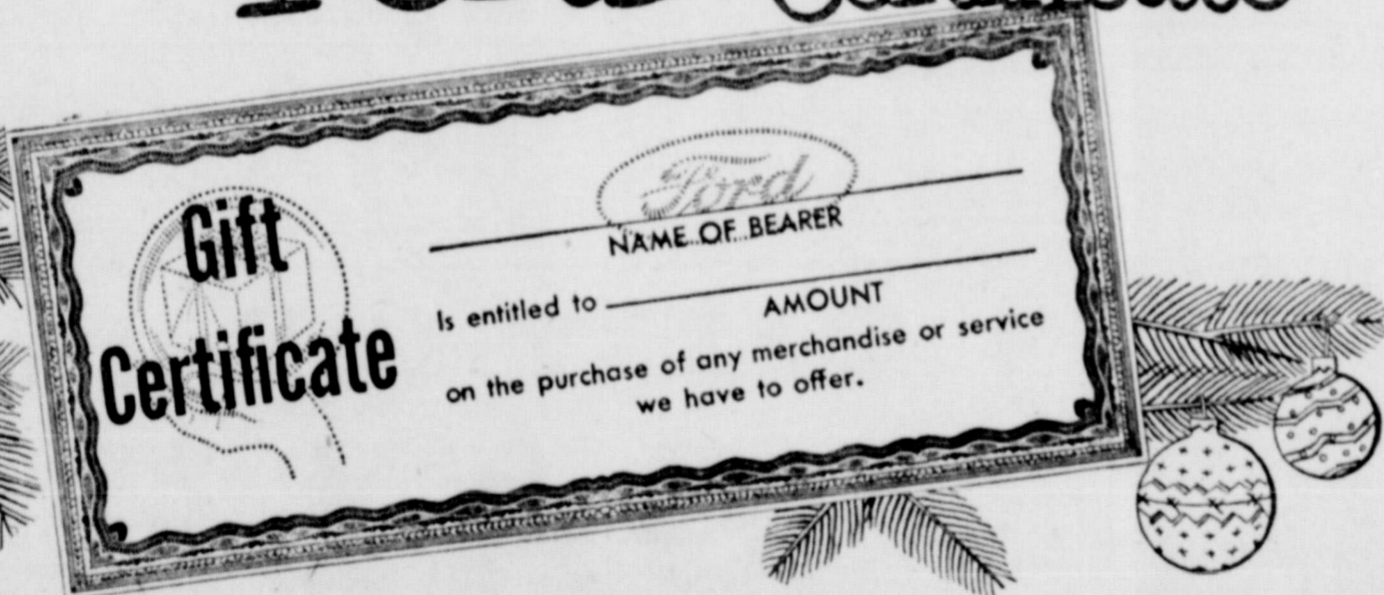 Gift
Certificate
Ford
NAME OF BEARER
Is entitled to
AMOUNT
on the purchase of any merchandise or service
we have to offer.